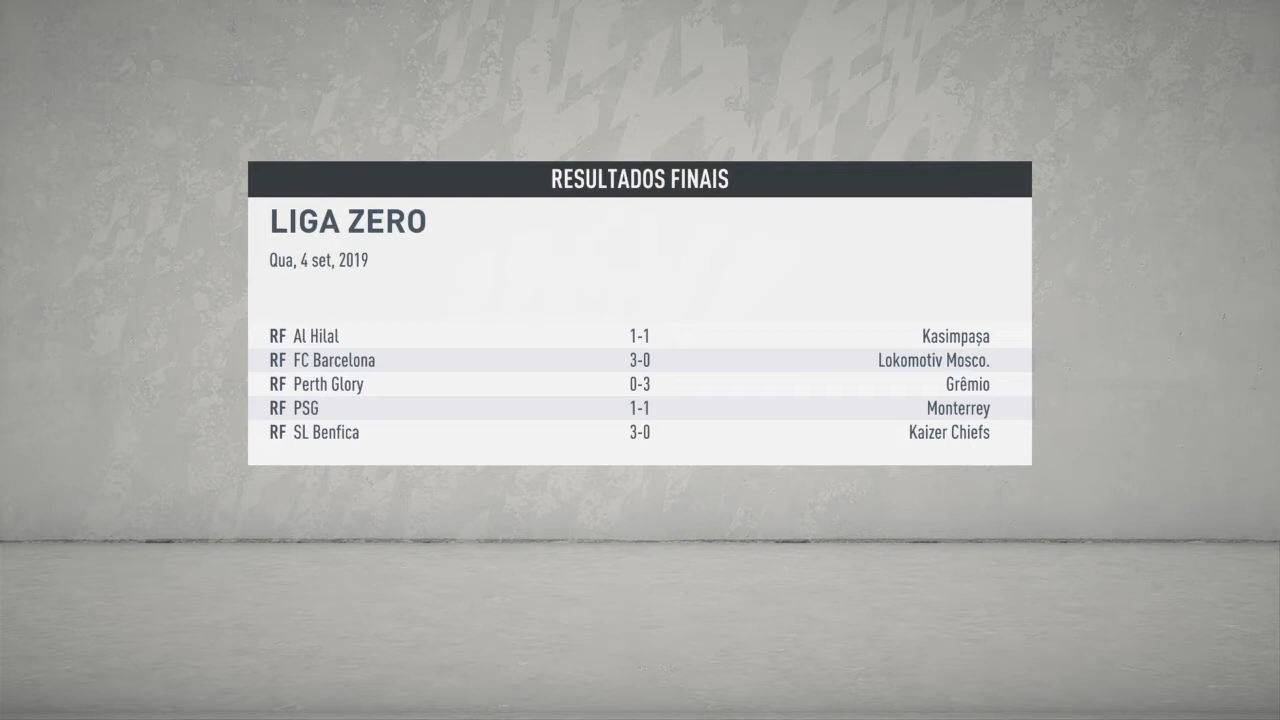 RESULTADOS FINAIS
LIGA ZERO
Qua, 4 set, 2019
RF Al Hilal 1-1 Kasimpaşa
RF FC Barcelona 3-0 Lokomotiv Mosco.
RF Perth Glory 0-3 Grêmio
RF PSG 1-1 Monterrey
RF SL Benfica 3-0 Kaizer Chiefs